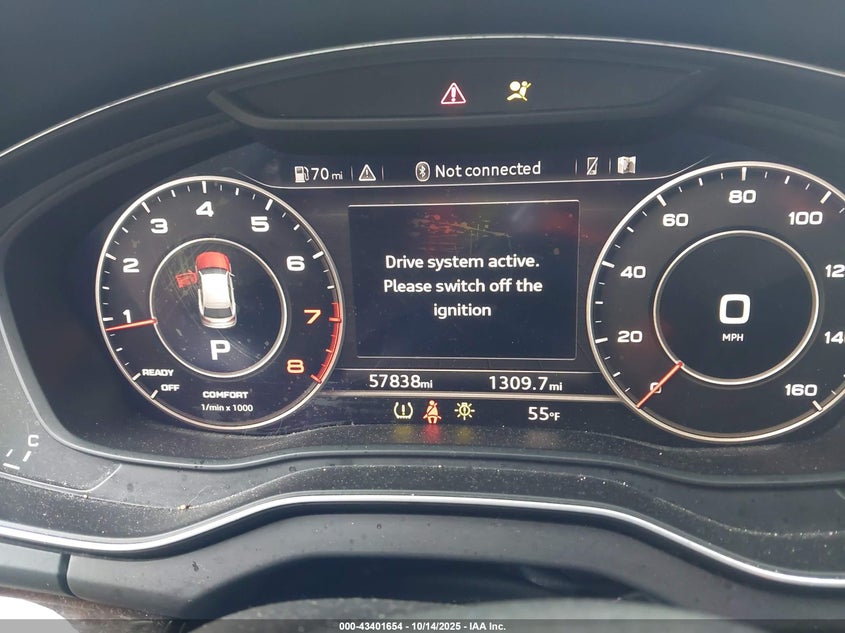 70 mi
Not connected
Drive system active.
Please switch off the
ignition
1
2
3
4
5
6
7
8
READY
OFF
P
COMFORT
1/min x 1000
57838mi
1309.7mi
55°F
C
0
20
40
60
80
100
160
0
MPH
000-43401654 | 10/14/2025 | IAA Inc.